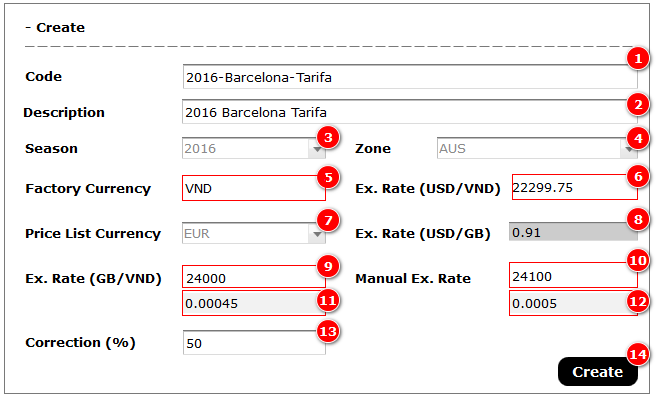 - Create
1
Code 2016-Barcelona-Tarifa
2
Description 2016 Barcelona Tarifa
3 4
Season 2016 Zone AUS
5 6
Factory Currency VND Ex. Rate (USD/VND) 22299.75
7 8
Price List Currency EUR Ex. Rate (USD/GB) 0.91
9 10
Ex. Rate (GB/VND) 24000 Manual Ex. Rate 24100
11 12
0.00045 0.0005
13
Correction (%) 50
14
Create